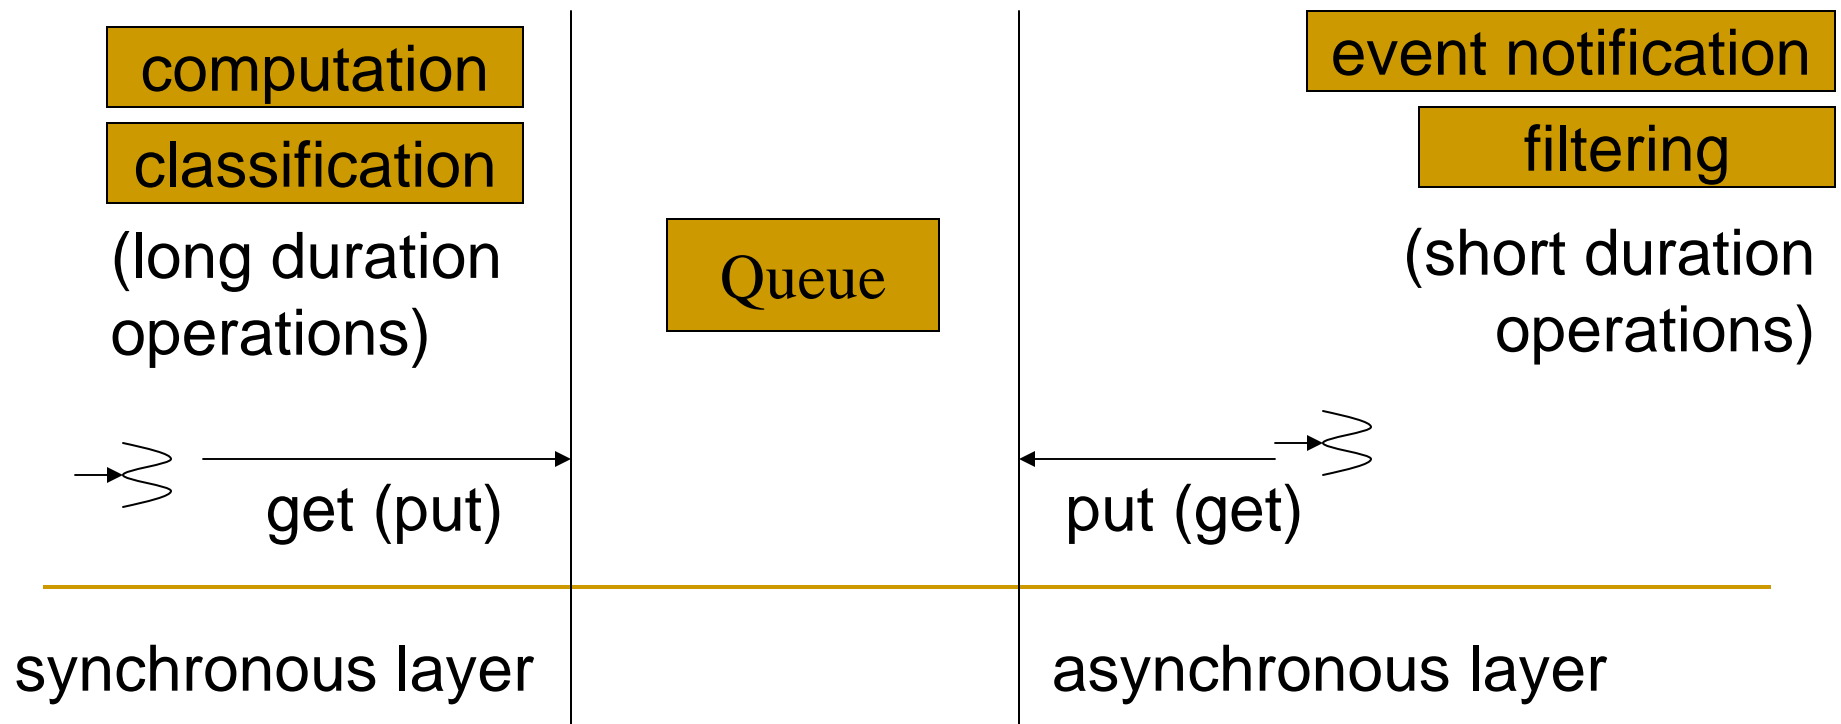 computation
classification
(long duration
operations)
get (put)
synchronous layer
Queue
event notification
filtering
(short duration
operations)
put (get)
asynchronous layer